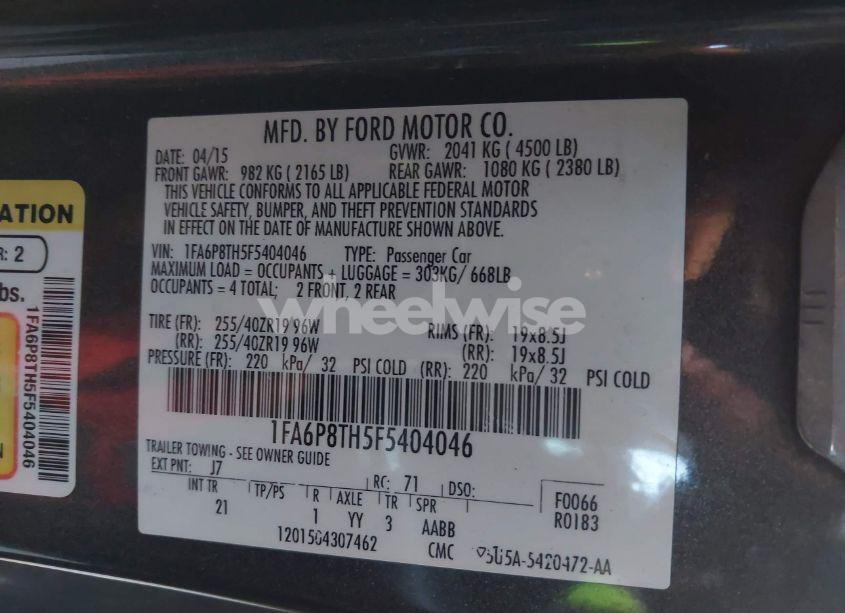 MFD. BY FORD MOTOR CO.
DATE: 04/15 GVWR: 2041 KG ( 4500 LB)
FRONT GAWR: 982 KG ( 2165 LB) REAR GAWR: 1080 KG ( 2380 LB)
THIS VEHICLE CONFORMS TO ALL APPLICABLE FEDERAL MOTOR
VEHICLE SAFETY, BUMPER, AND THEFT PREVENTION STANDARDS
IN EFFECT ON THE DATE OF MANUFACTURE SHOWN ABOVE.
VIN: 1FA6P8TH5F5404046 TYPE: Passenger Car
MAXIMUM LOAD = OCCUPANTS + LUGGAGE = 303KG/ 668LB
OCCUPANTS = 4 TOTAL; 2 FRONT, 2 REAR
wheelwise
TIRE (FR): 255/40ZR19 96W RIMS (FR): 19x8.5J
(RR): 255/40ZR19 96W (RR): 19x8.5J
PRESSURE (FR): 220 kPa/ 32 PSI COLD (RR): 220 kPa/ 32 PSI COLD
1FA6P8TH5F5404046
TRAILER TOWING - SEE OWNER GUIDE
EXT PNT: J7 RC: 71 DSO:
INT TR TP/PS R AXLE TR SPR F0066
21 1 YY 3 AABB R0183
1201504307462 CMC 5U5A-5420472-AA
ATION
R: 2
bs.
1FA6P8TH5F5404046
N